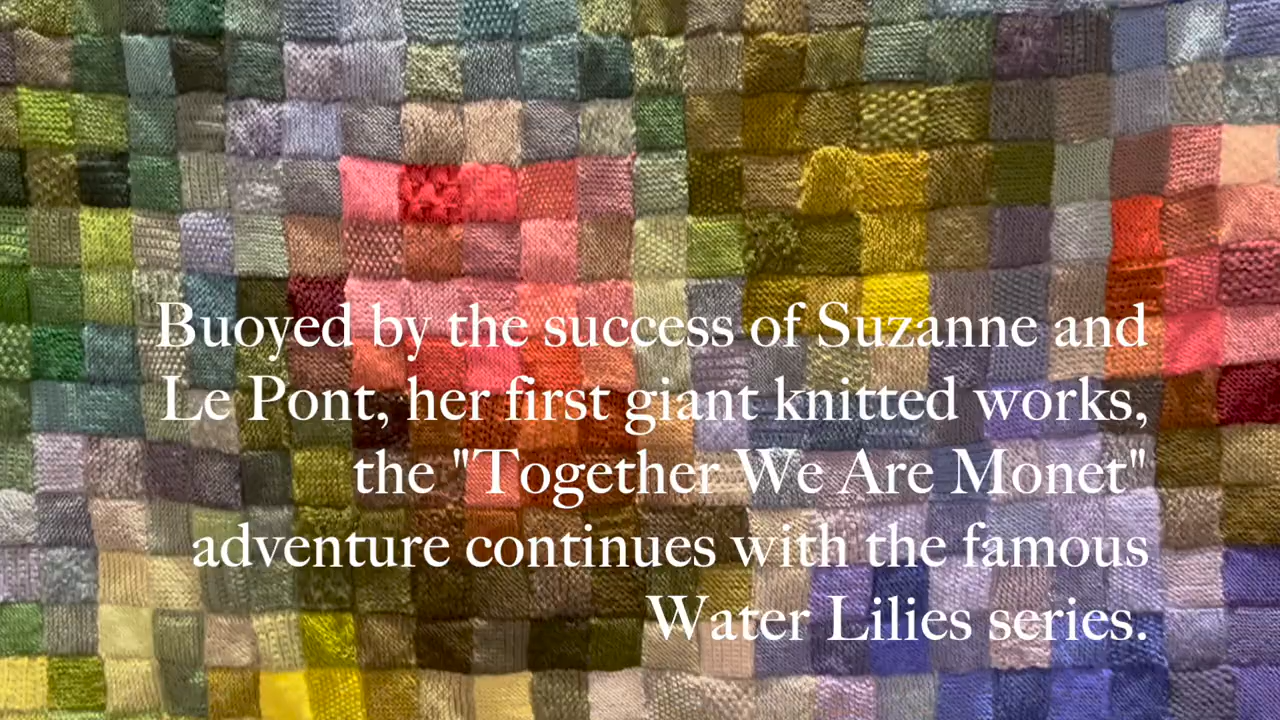 Buoyed by the success of Suzanne and
Le Pont, her first giant knitted works,
the "Together We Are Monet"
adventure continues with the famous
Water Lilies series.